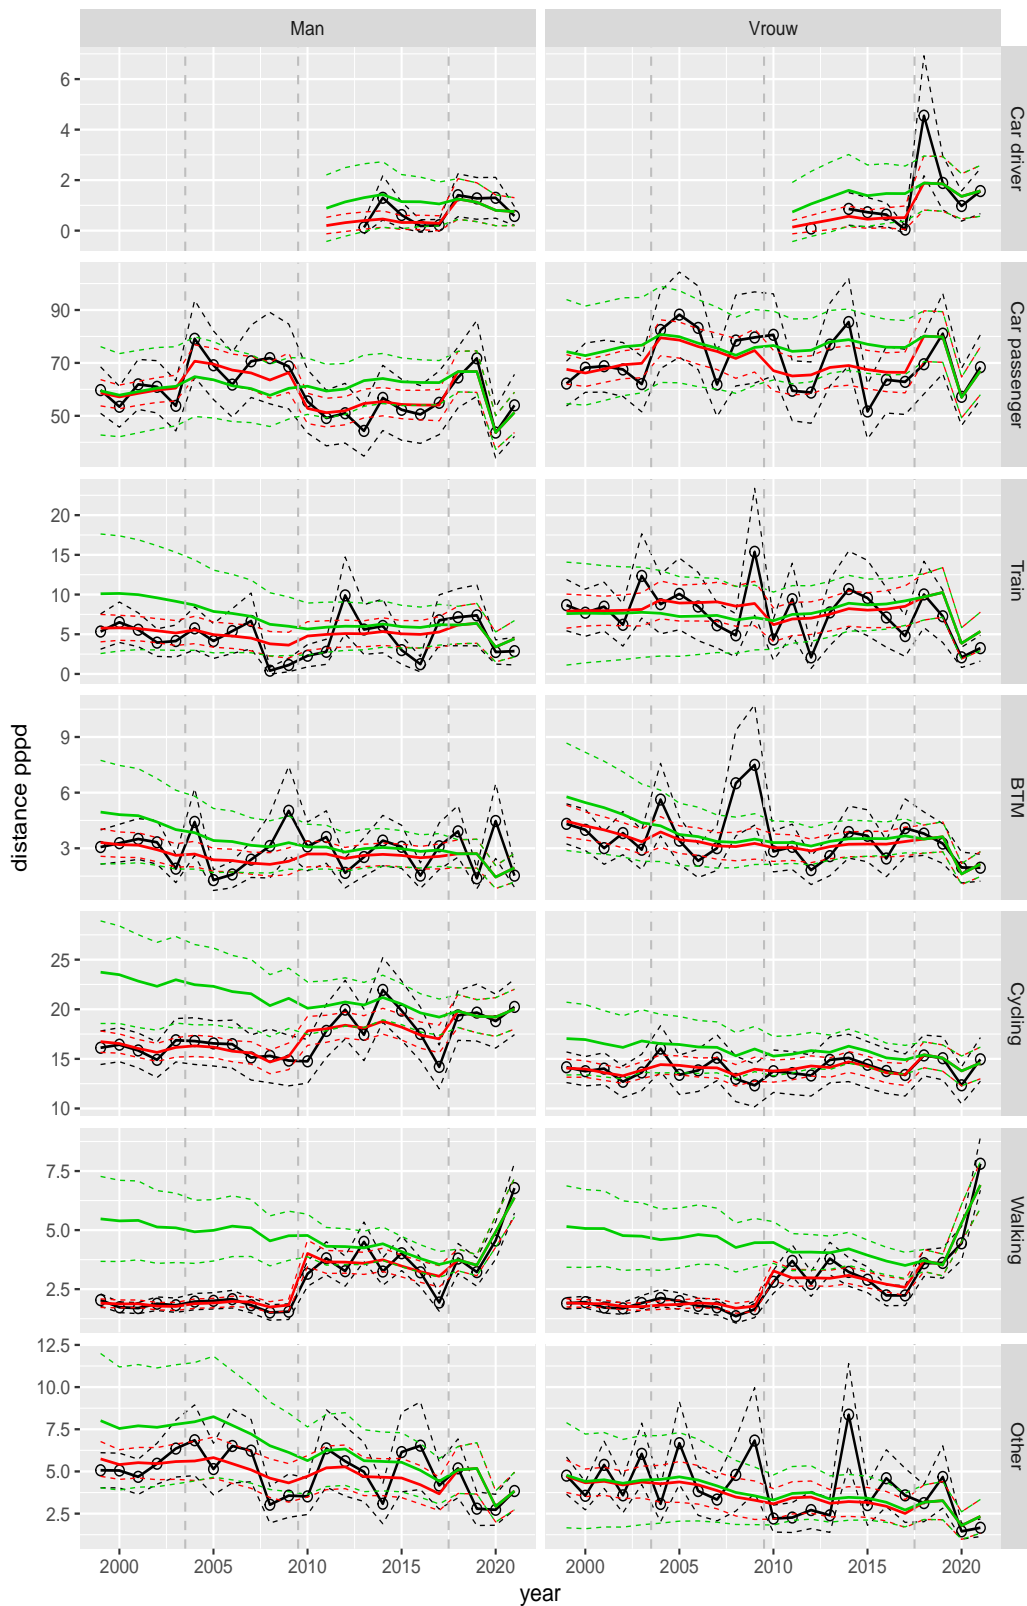 Man Vrouw
0 2 4 6
Car driver
50 70 90
Car passenger
0 5 10 15 20
Train
3 6 9
BTM
10 15 20 25
Cycling
2.5 5.0 7.5
Walking
2.5 5.0 7.5 10.0 12.5
Other
2000 2005 2010 2015 2020 2000 2005 2010 2015 2020
year
distance pppd